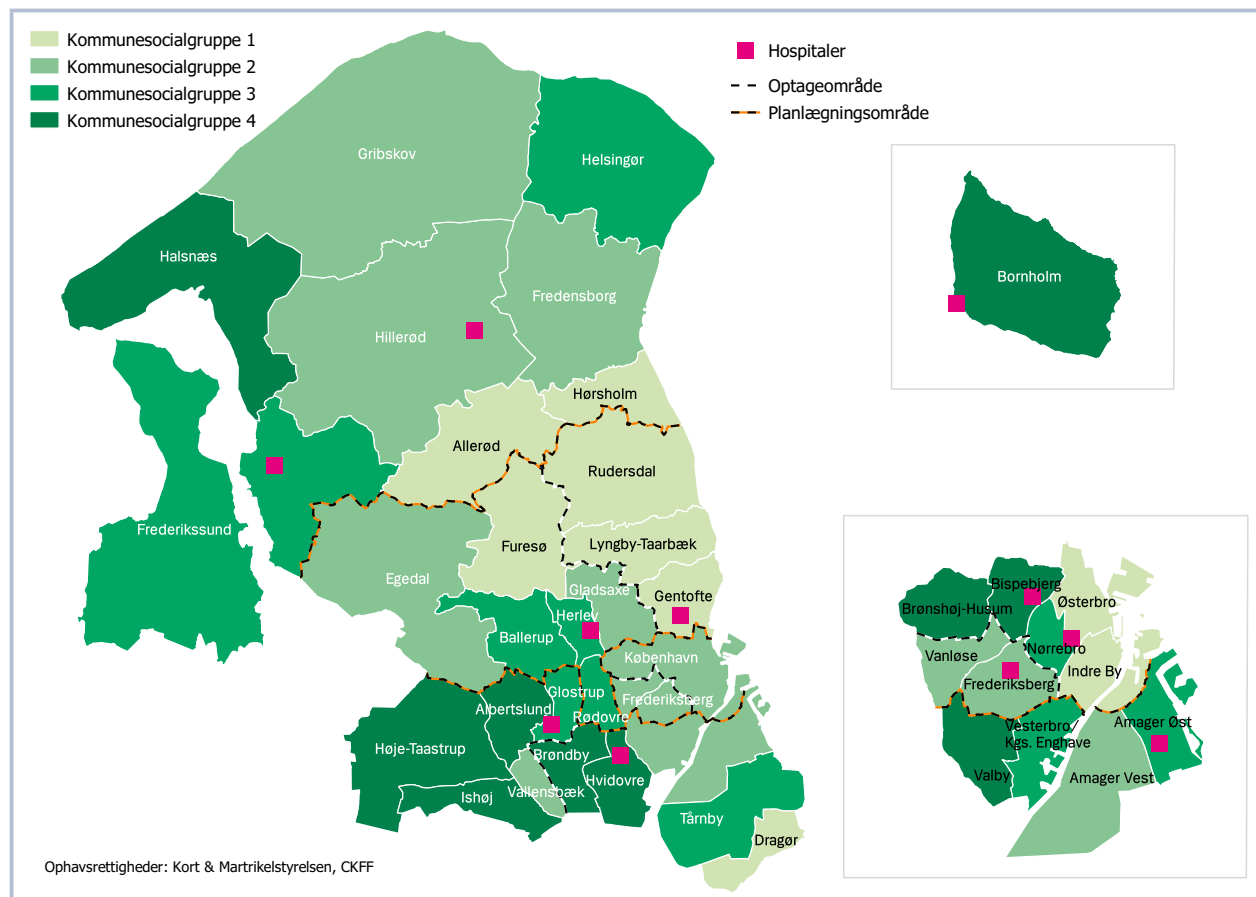 Kommunesocialgruppe 1
Kommunesocialgruppe 2
Kommunesocialgruppe 3
Kommunesocialgruppe 4
Hospitaler
Optageområde
Planlægningsområde
Gribskov
Helsingør
Halsnæs
Fredensborg
Hillerød
Hørsholm
Allerød
Rudersdal
Frederikssund
Furesø
Lyngby-Taarbæk
Egedal
Gladsaxe
Gentofte
Herlev
Ballerup
København
Glostrup
Frederiksberg
Albertslund
Rødovre
Høje-Taastrup
Brøndby
Hvidovre
Vallensbæk
Ishøj
Tårnby
Dragør
Bornholm
Bispebjerg
Østerbro
Brønshøj-Husum
Nørrebro
Vanløse
Indre By
Frederiksberg
Vesterbro
Kgs. Enghave
Amager Øst
Valby
Amager Vest
Ophavsrettigheder: Kort & Martrikelstyrelsen, CKFF